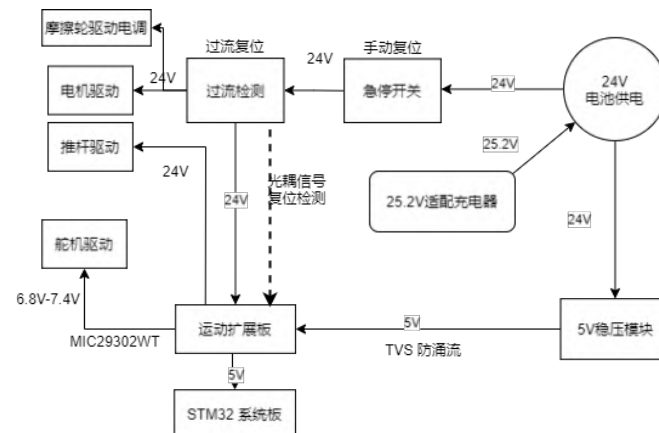 摩擦轮驱动电调
过流复位
手动复位
24V
24V
电池供电
24V
24V
电机驱动
过流检测
急停开关
推杆驱动
24V
25.2V
光耦信号
复位检测
24V
25.2V适配充电器
24V
舵机驱动
6.8V-7.4V
MIC29302WT
运动扩展板
5V
TVS 防涌流
5V稳压模块
5V
STM32 系统板